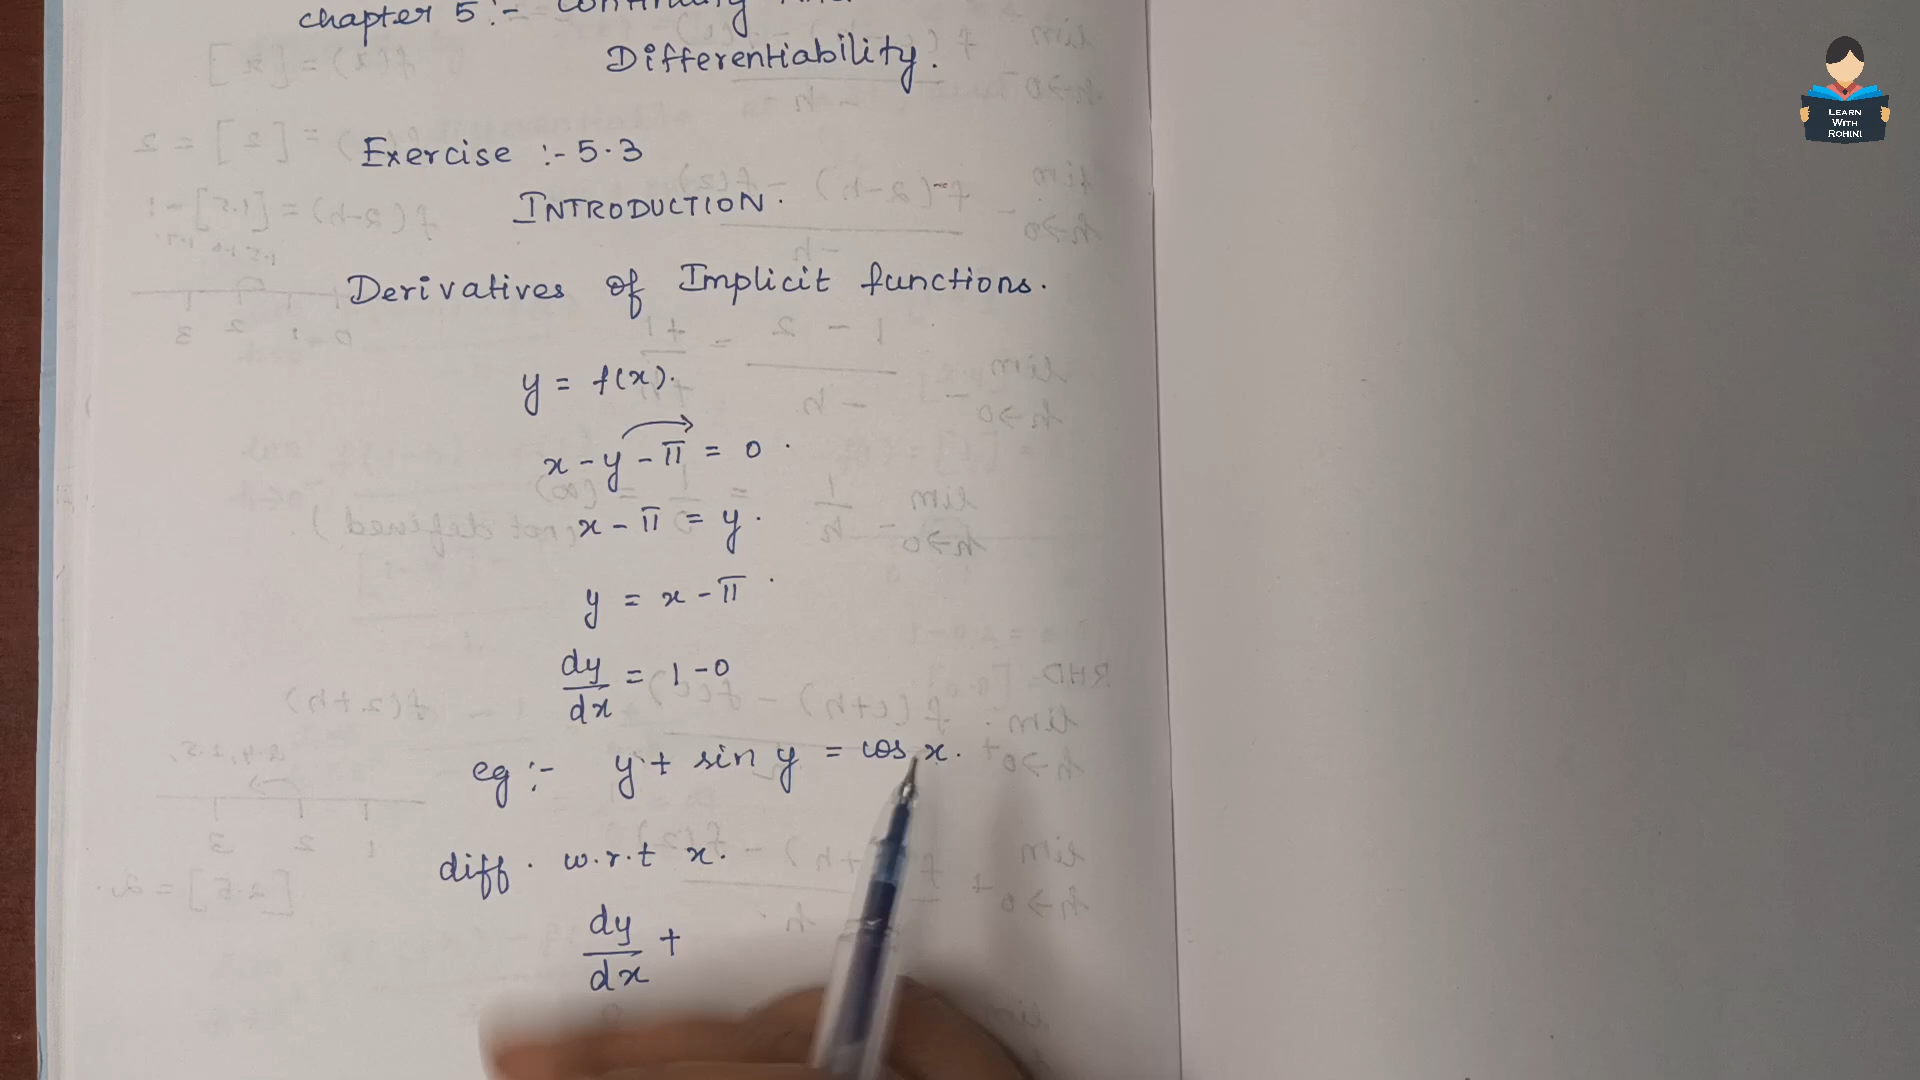 chapter 5 :-
Differentiability.
Exercise :- 5.3
INTRODUCTION.
Derivatives of Implicit functions.
y = f(x).
x - y - π = 0.
x - π = y.
y = x - π.
dy/dx = 1 - 0
eg :- y + sin y = cos x.
diff. w.r.t x.
dy/dx +
LEARN
WITH
ROHINI